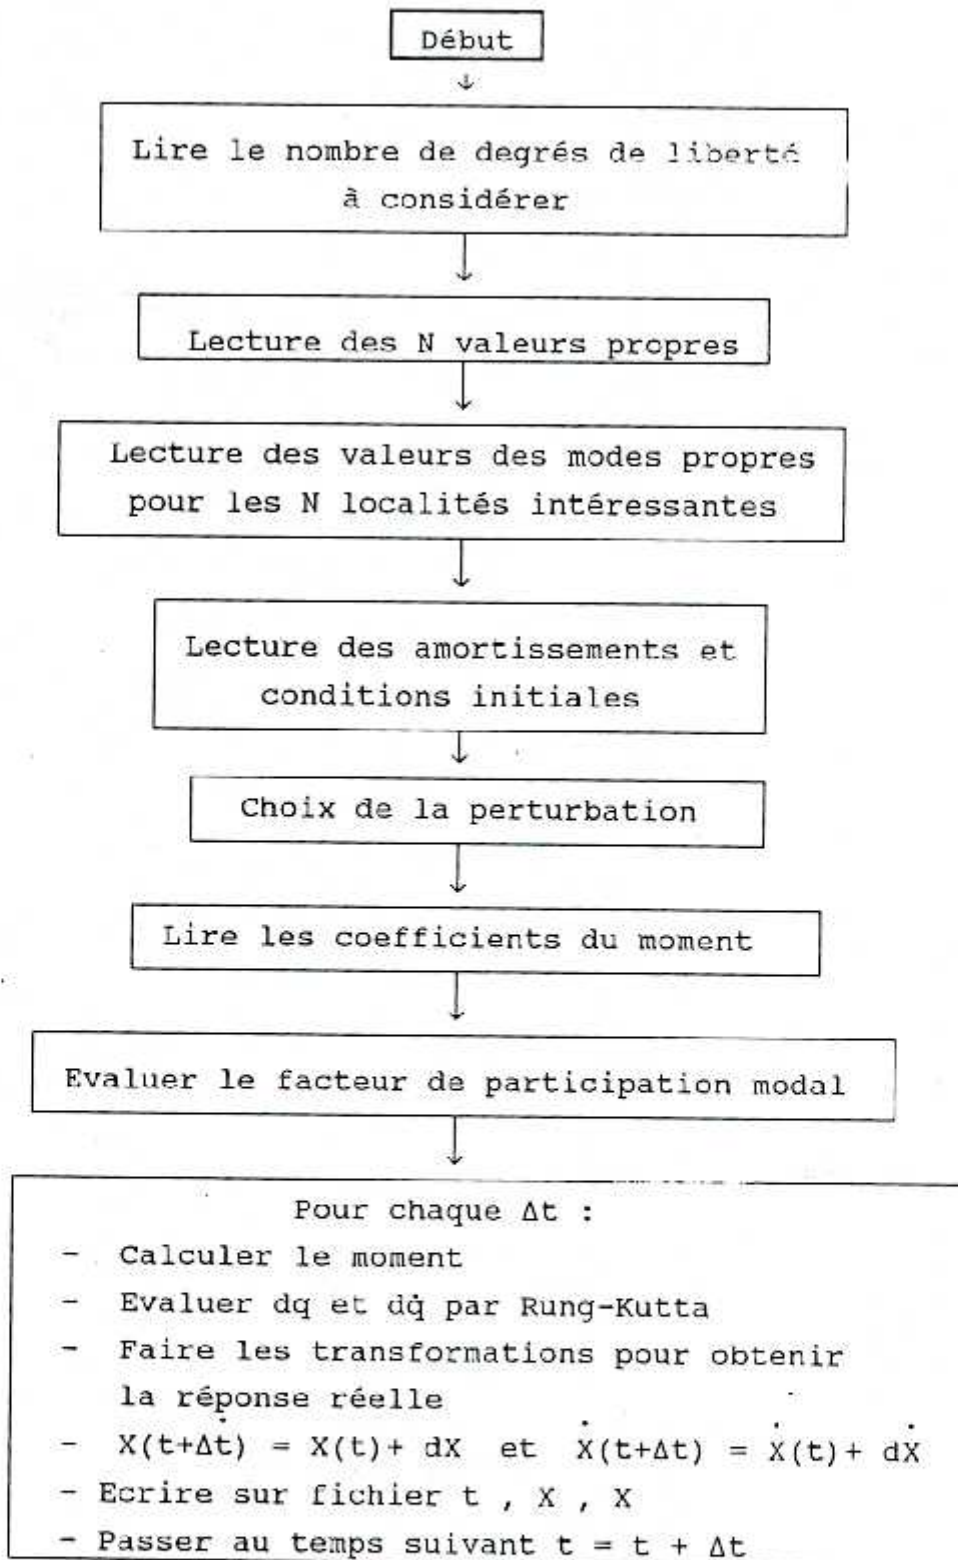 Début
Lire le nombre de degrés de liberté
à considérer
Lecture des N valeurs propres
Lecture des valeurs des modes propres
pour les N localités intéressantes
Lecture des amortissements et
conditions initiales
Choix de la perturbation
Lire les coefficients du moment
Evaluer le facteur de participation modal
Pour chaque Δt :
- Calculer le moment
- Evaluer dq et dq̇ par Rung-Kutta
- Faire les transformations pour obtenir
la réponse réelle
- X(t+Δt) = X(t)+ dX et Ẋ(t+Δt) = Ẋ(t)+ dẊ
- Ecrire sur fichier t , X , Ẋ
- Passer au temps suivant t = t + Δt